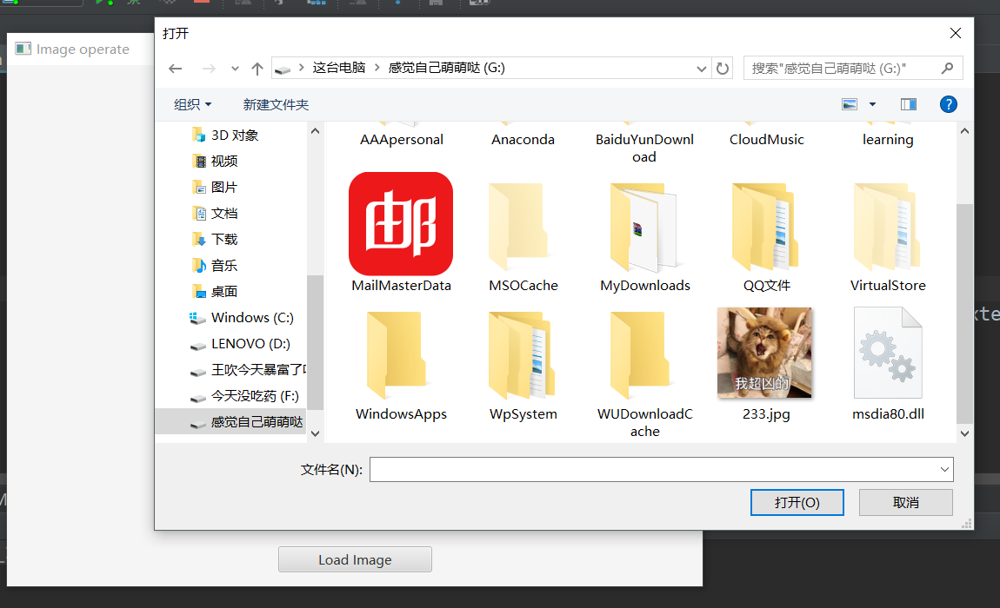 打开
Image operate
这台电脑 感觉自己萌萌哒 (G:)
搜索"感觉自己萌萌哒 (G:)"
组织
新建文件夹
3D 对象
视频
图片
文档
下载
音乐
桌面
Windows (C:)
LENOVO (D:)
王吹今天暴富了
今天没吃药 (F:)
感觉自己萌萌哒
AAApersonal
Anaconda
BaiduYunDownl
oad
CloudMusic
learning
邮
MailMasterData
MSOCache
MyDownloads
QQ文件
VirtualStore
我超凶的
WindowsApps
WpSystem
WUDownloadC
ache
233.jpg
msdia80.dll
文件名(N):
打开(O)
取消
Load Image
xte